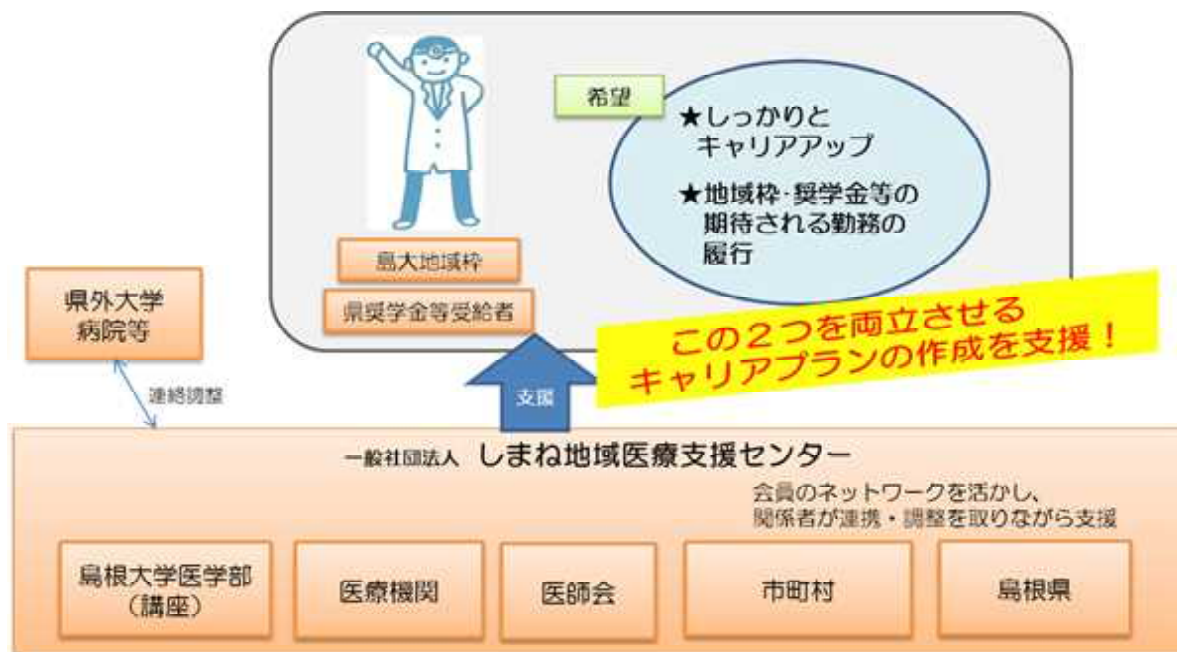 希望
★しっかりと
キャリアアップ
★地域枠・奨学金等の
期待される勤務の
履行
島大地域枠
県奨学金等受給者
この２つを両立させる
キャリアプランの作成を支援！
県外大学
病院等
連絡調整
支援
一般社団法人 しまね地域医療支援センター
会員のネットワークを活かし、
関係者が連携・調整を取りながら支援
島根大学医学部
（講座）
医療機関
医師会
市町村
島根県